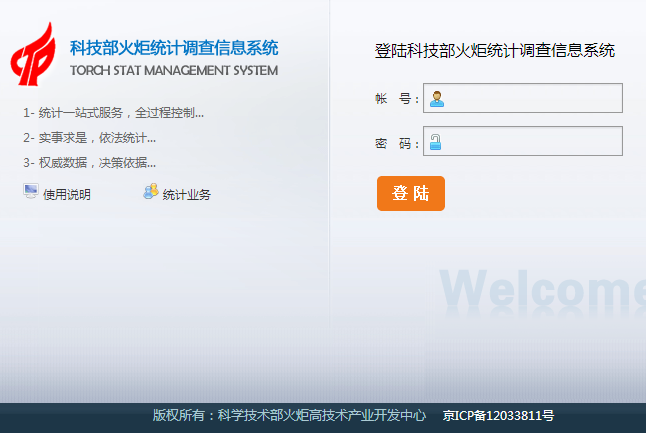 科技部火炬统计调查信息系统
TORCH STAT MANAGEMENT SYSTEM
1- 统计一站式服务，全过程控制...
2- 实事求是，依法统计...
3- 权威数据，决策依据...
使用说明 统计业务
登陆科技部火炬统计调查信息系统
帐 号：
密 码：
登 陆
Welcome
版权所有：科学技术部火炬高技术产业开发中心 京ICP备12033811号